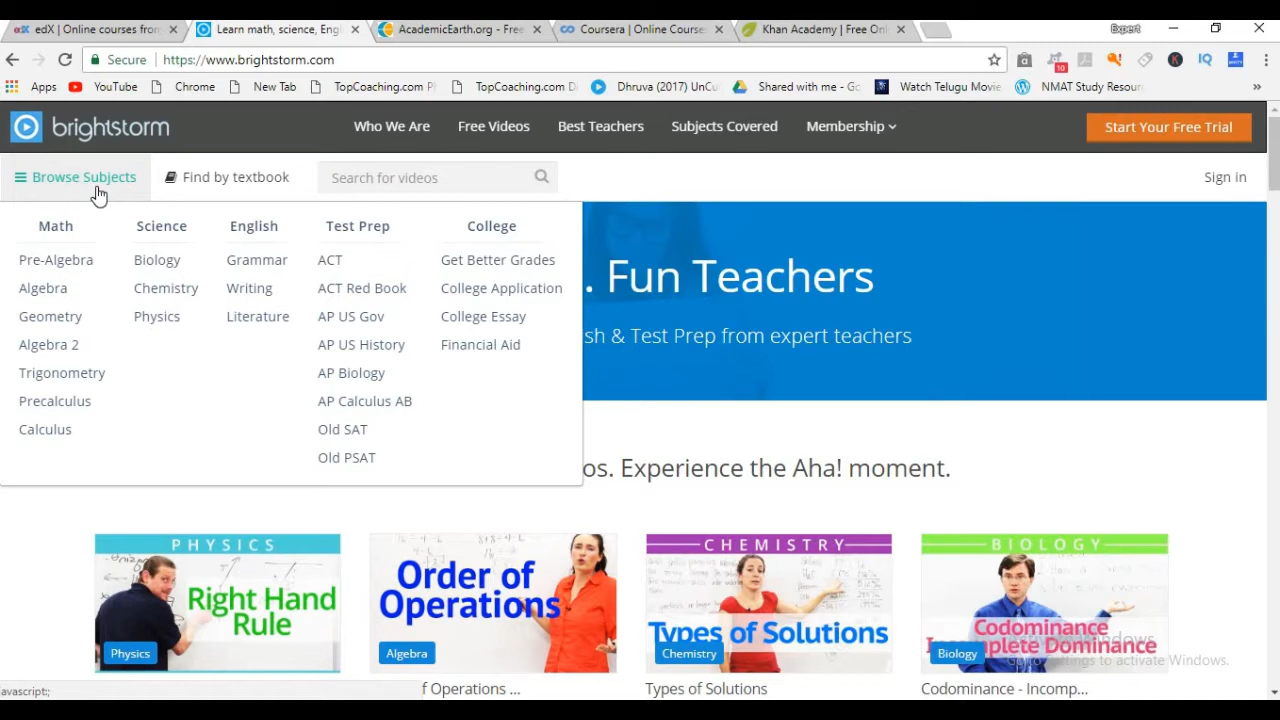 edX | Online courses from
Learn math, science, Eng
AcademicEarth.org - Free
Coursera | Online Course
Khan Academy | Free Onl
Expert
Secure
https://www.brightstorm.com
10
Apps
YouTube
Chrome
New Tab
Topcoaching.com P
TopCoaching.com D
Dhruva (2017) UnCu
Shared with me - Go
Watch Telugu Movie
NMAT Study Resour
brightstorm
Who We Are
Free Videos
Best Teachers
Subjects Covered
Membership
Start Your Free Trial
Browse Subjects
Find by textbook
Search for videos
Sign in
Math
Pre-Algebra
Algebra
Geometry
Algebra 2
Trigonometry
Precalculus
Calculus
Science
Biology
Chemistry
Physics
English
Grammar
Writing
Literature
Test Prep
ACT
ACT Red Book
AP US Gov
AP US History
AP Biology
AP Calculus AB
Old SAT
Old PSAT
College
Get Better Grades
College Application
College Essay
Financial Aid
. Fun Teachers
sh & Test Prep from expert teachers
os. Experience the Aha! moment.
PHYSICS
Right Hand
Rule
Physics
Order of
Operations
Algebra
of Operations ...
CHEMISTRY
Types of Solutions
Chemistry
Types of Solutions
BIOLOGY
Codominance
Incomplete Dominance
Biology
Codominance - Incomp...
Activate Windows
Go to Settings to activate Windows.
avascript:;